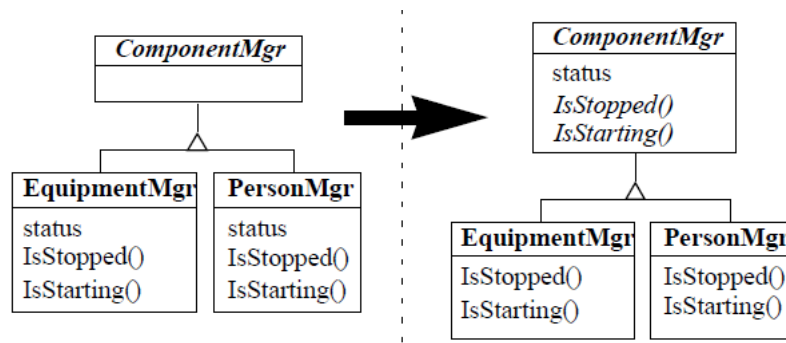 ComponentMgr
EquipmentMgr
status
IsStopped()
IsStarting()
PersonMgr
status
IsStopped()
IsStarting()
ComponentMgr
status
IsStopped()
IsStarting()
EquipmentMgr
IsStopped()
IsStarting()
PersonMgr
IsStopped()
IsStarting()